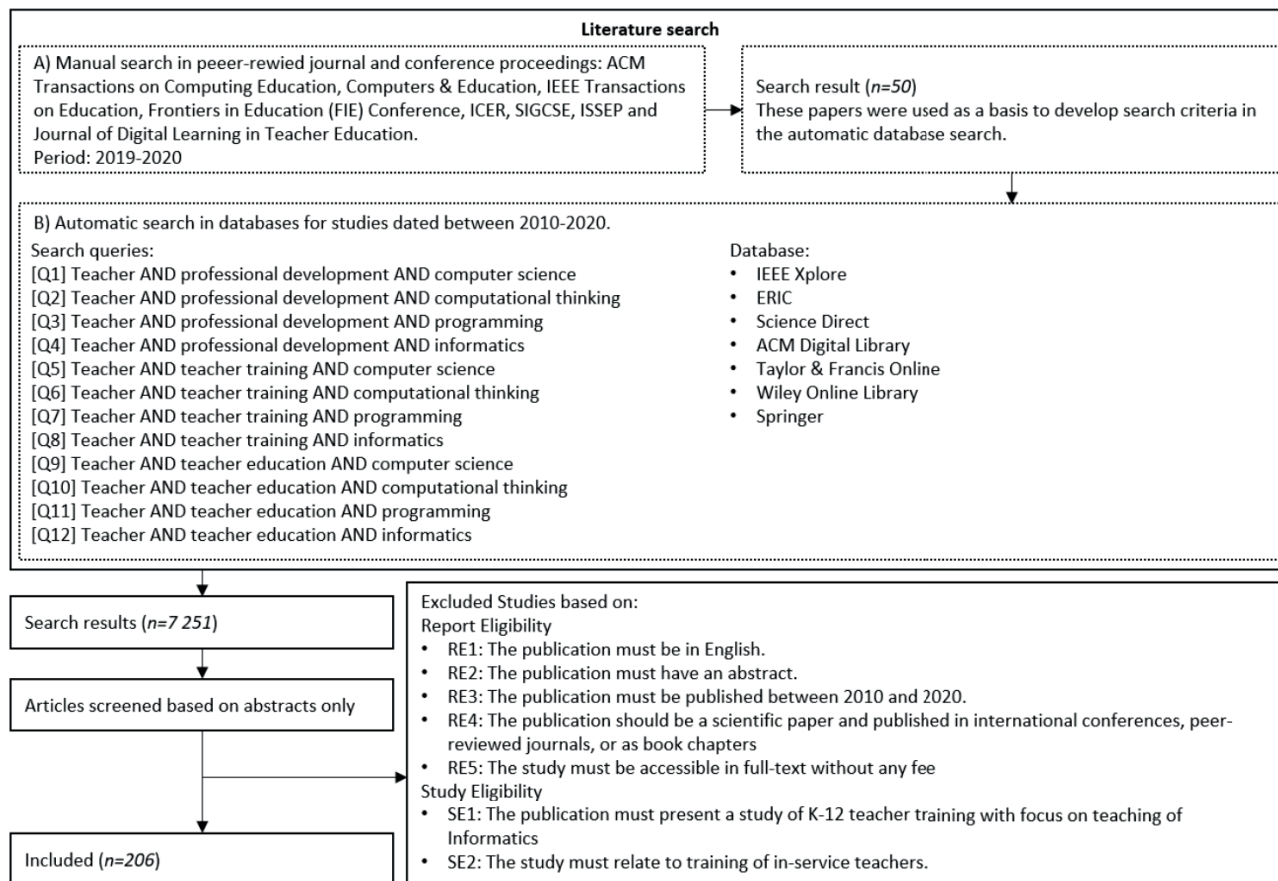 Literature search
A) Manual search in peeer-rewied journal and conference proceedings: ACM
Transactions on Computing Education, Computers & Education, IEEE Transactions
on Education, Frontiers in Education (FIE) Conference, ICER, SIGCSE, ISSEP and
Journal of Digital Learning in Teacher Education.
Period: 2019-2020
Search result (n=50)
These papers were used as a basis to develop search criteria in
the automatic database search.
B) Automatic search in databases for studies dated between 2010-2020.
Search queries:
[Q1] Teacher AND professional development AND computer science
[Q2] Teacher AND professional development AND computational thinking
[Q3] Teacher AND professional development AND programming
[Q4] Teacher AND professional development AND informatics
[Q5] Teacher AND teacher training AND computer science
[Q6] Teacher AND teacher training AND computational thinking
[Q7] Teacher AND teacher training AND programming
[Q8] Teacher AND teacher training AND informatics
[Q9] Teacher AND teacher education AND computer science
[Q10] Teacher AND teacher education AND computational thinking
[Q11] Teacher AND teacher education AND programming
[Q12] Teacher AND teacher education AND informatics
Database:
• IEEE Xplore
• ERIC
• Science Direct
• ACM Digital Library
• Taylor & Francis Online
• Wiley Online Library
• Springer
Search results (n=7 251)
Articles screened based on abstracts only
Included (n=206)
Excluded Studies based on:
Report Eligibility
• RE1: The publication must be in English.
• RE2: The publication must have an abstract.
• RE3: The publication must be published between 2010 and 2020.
• RE4: The publication should be a scientific paper and published in international conferences, peer-
reviewed journals, or as book chapters
• RE5: The study must be accessible in full-text without any fee
Study Eligibility
• SE1: The publication must present a study of K-12 teacher training with focus on teaching of
Informatics
• SE2: The study must relate to training of in-service teachers.